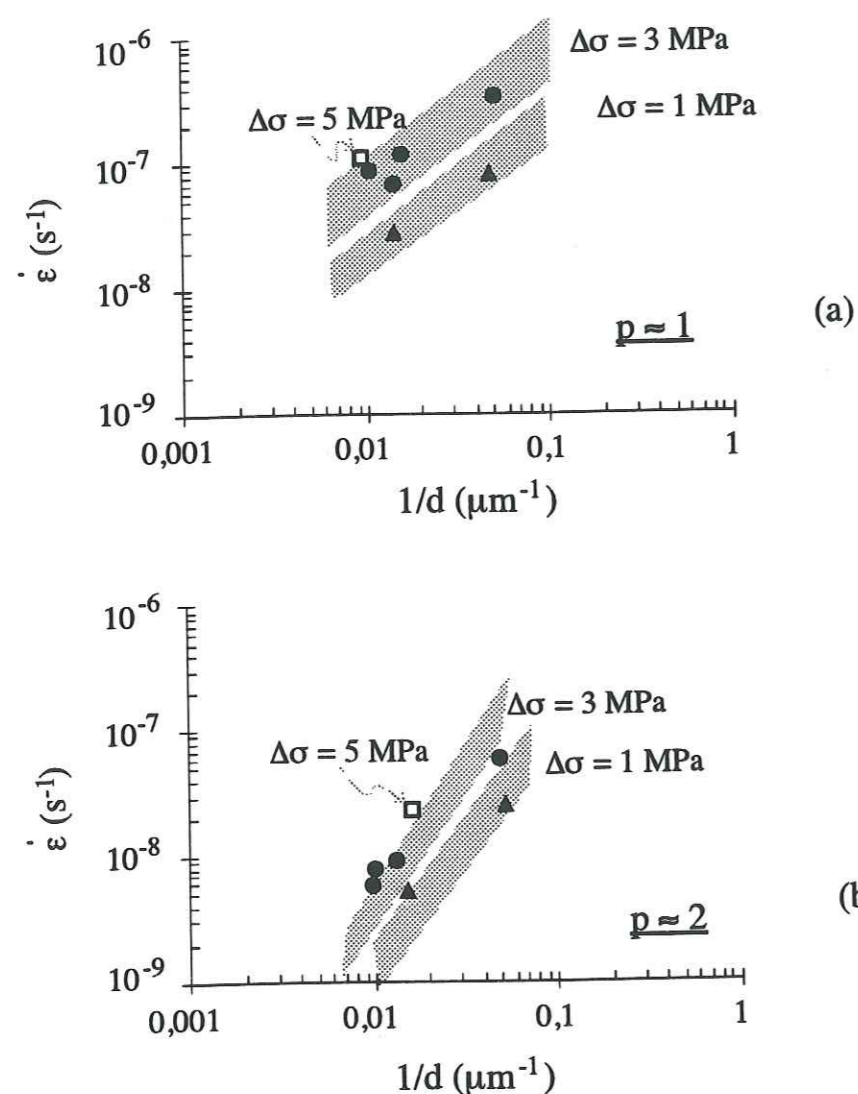 10⁻⁶
Δσ = 3 MPa
Δσ = 5 MPa
Δσ = 1 MPa
10⁻⁷
ε̇ (s⁻¹)
10⁻⁸
p ≈ 1
(a)
10⁻⁹
0,001
0,01
0,1
1
1/d (μm⁻¹)
10⁻⁶
Δσ = 3 MPa
10⁻⁷
Δσ = 5 MPa
Δσ = 1 MPa
ε̇ (s⁻¹)
10⁻⁸
(b
p ≈ 2
10⁻⁹
0,001
0,01
0,1
1
1/d (μm⁻¹)